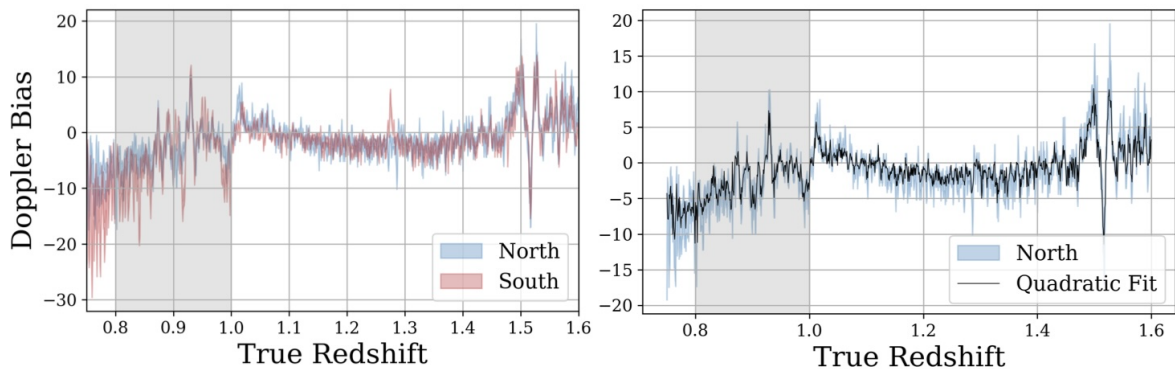 20
10
0
−10
−20
−30
0.8 0.9 1.0 1.1 1.2 1.3 1.4 1.5 1.6
Doppler Bias
True Redshift
North
South
20
15
10
5
0
−5
−10
−15
−20
0.8 1.0 1.2 1.4 1.6
True Redshift
North
Quadratic Fit